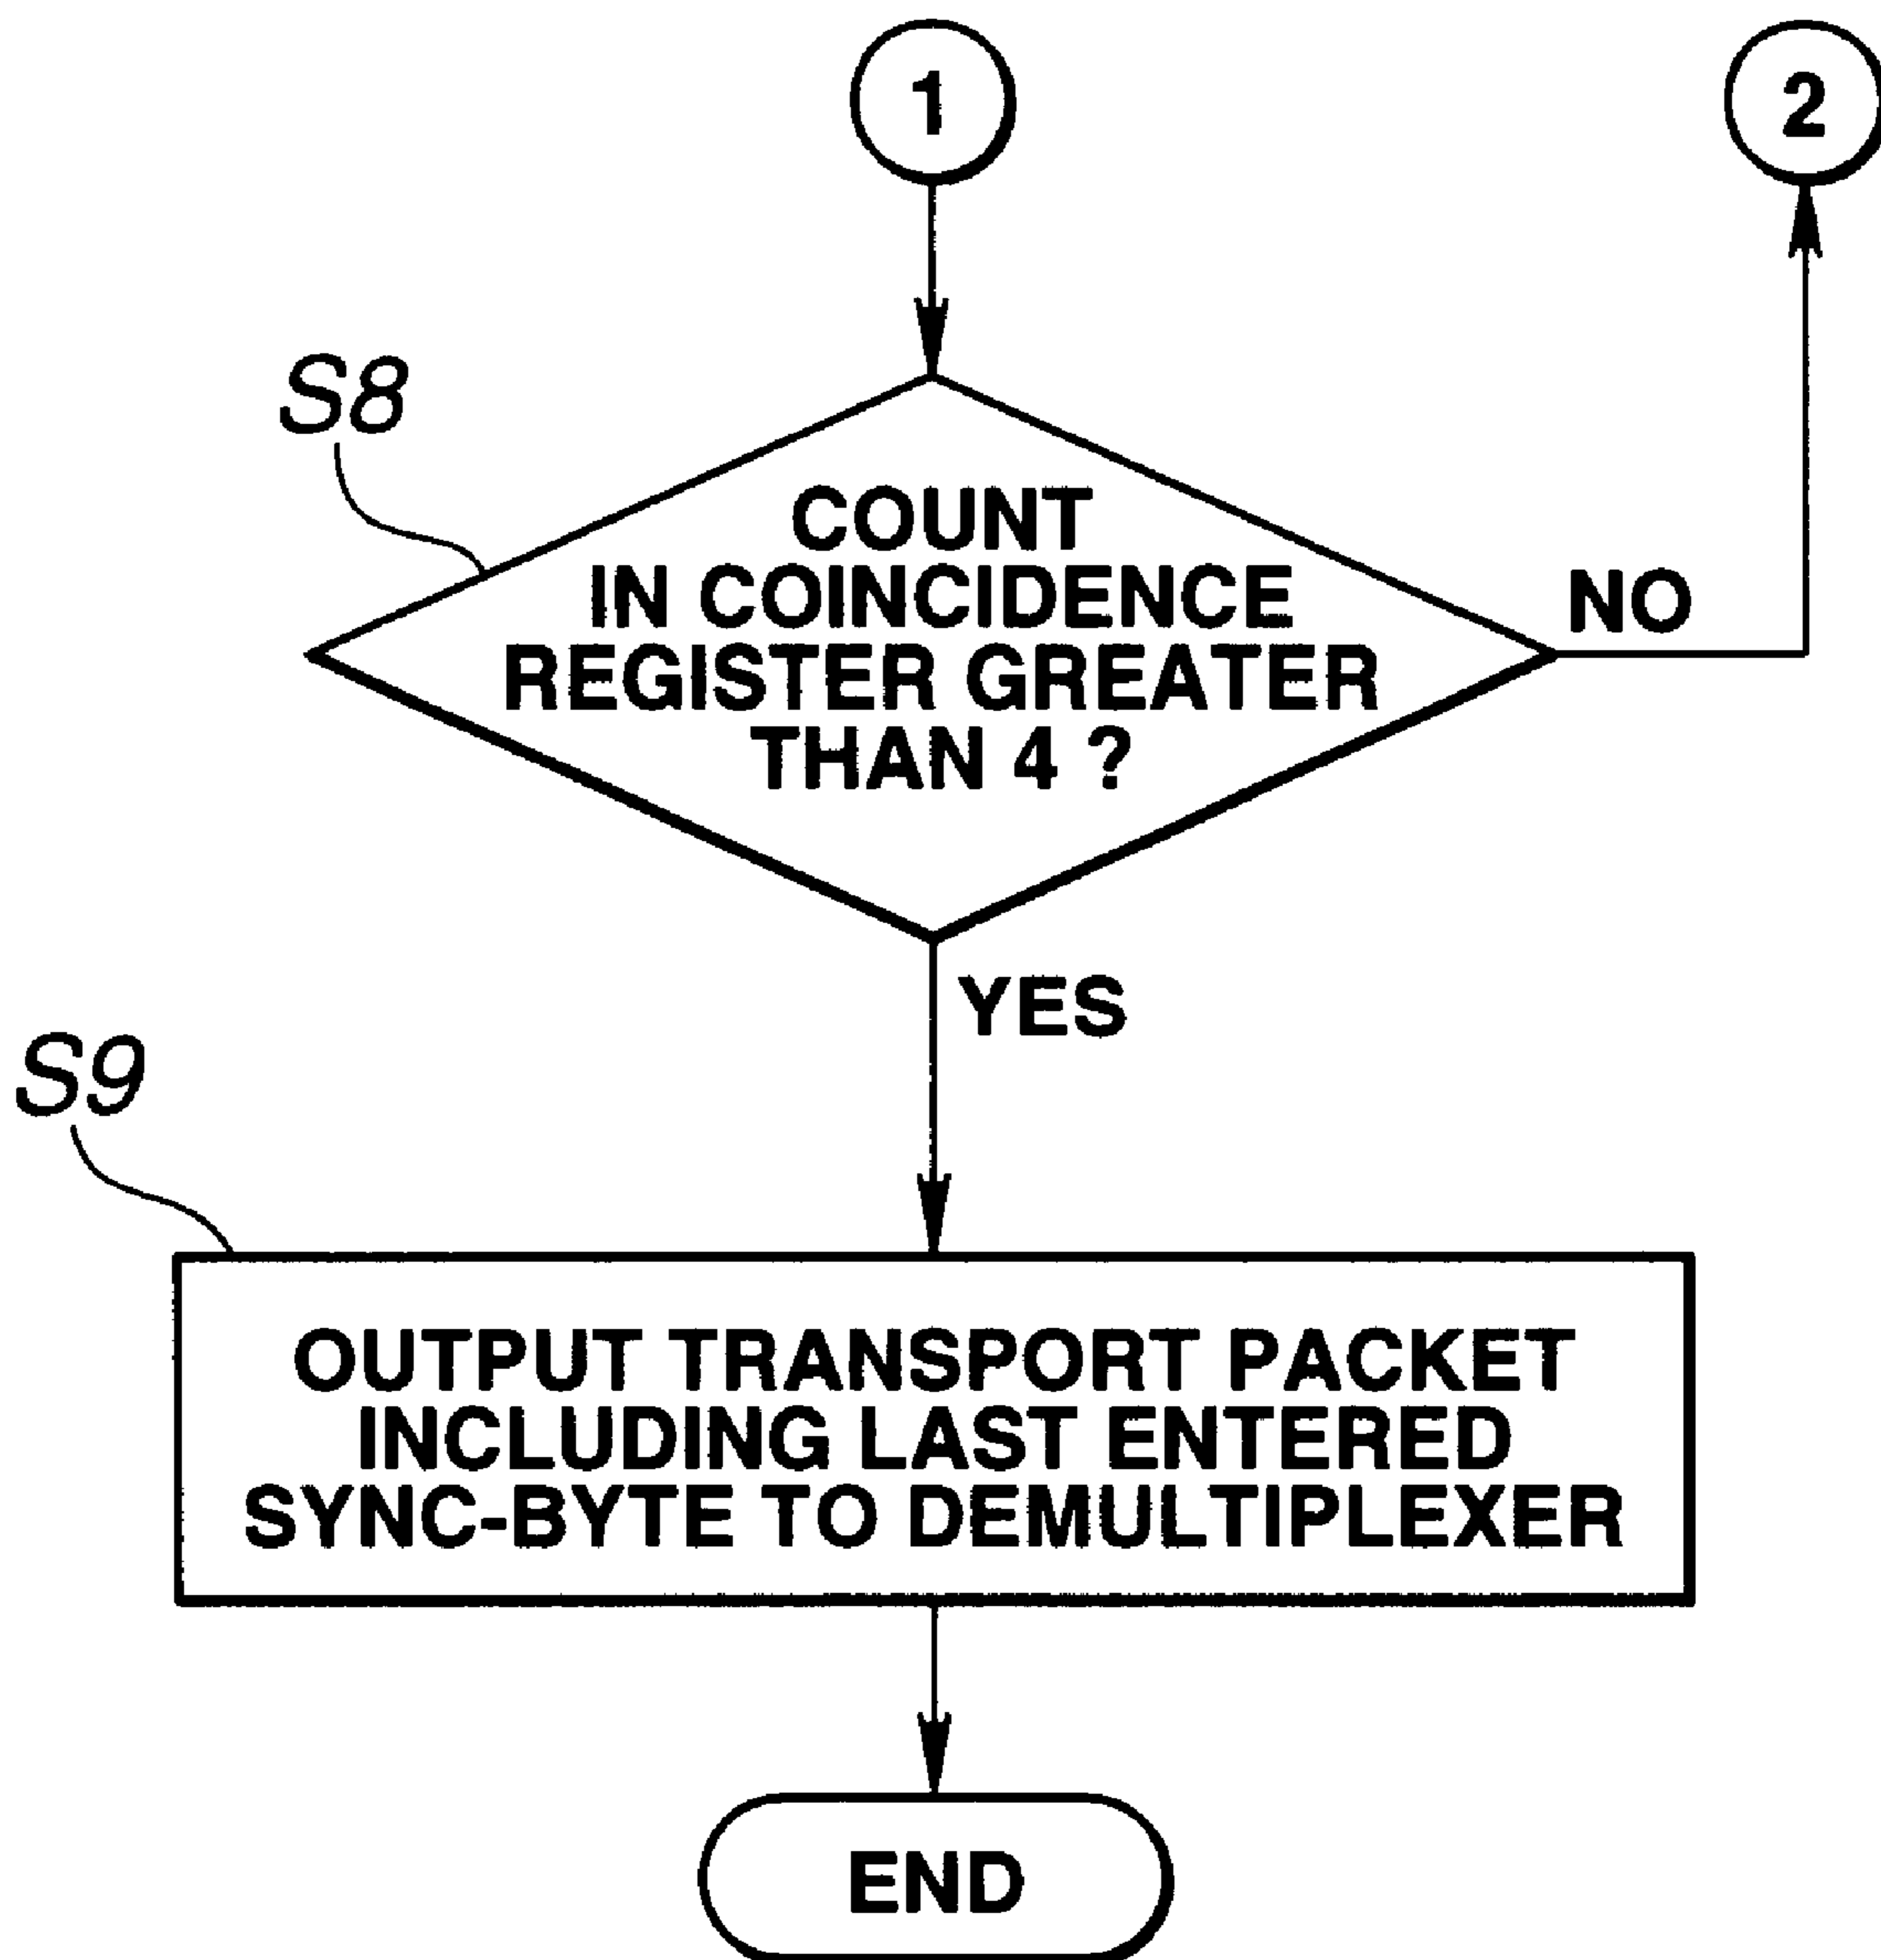 1
2
S8
COUNT
IN COINCIDENCE
REGISTER GREATER
THAN 4 ?
NO
YES
S9
OUTPUT TRANSPORT PACKET
INCLUDING LAST ENTERED
SYNC-BYTE TO DEMULTIPLEXER
END